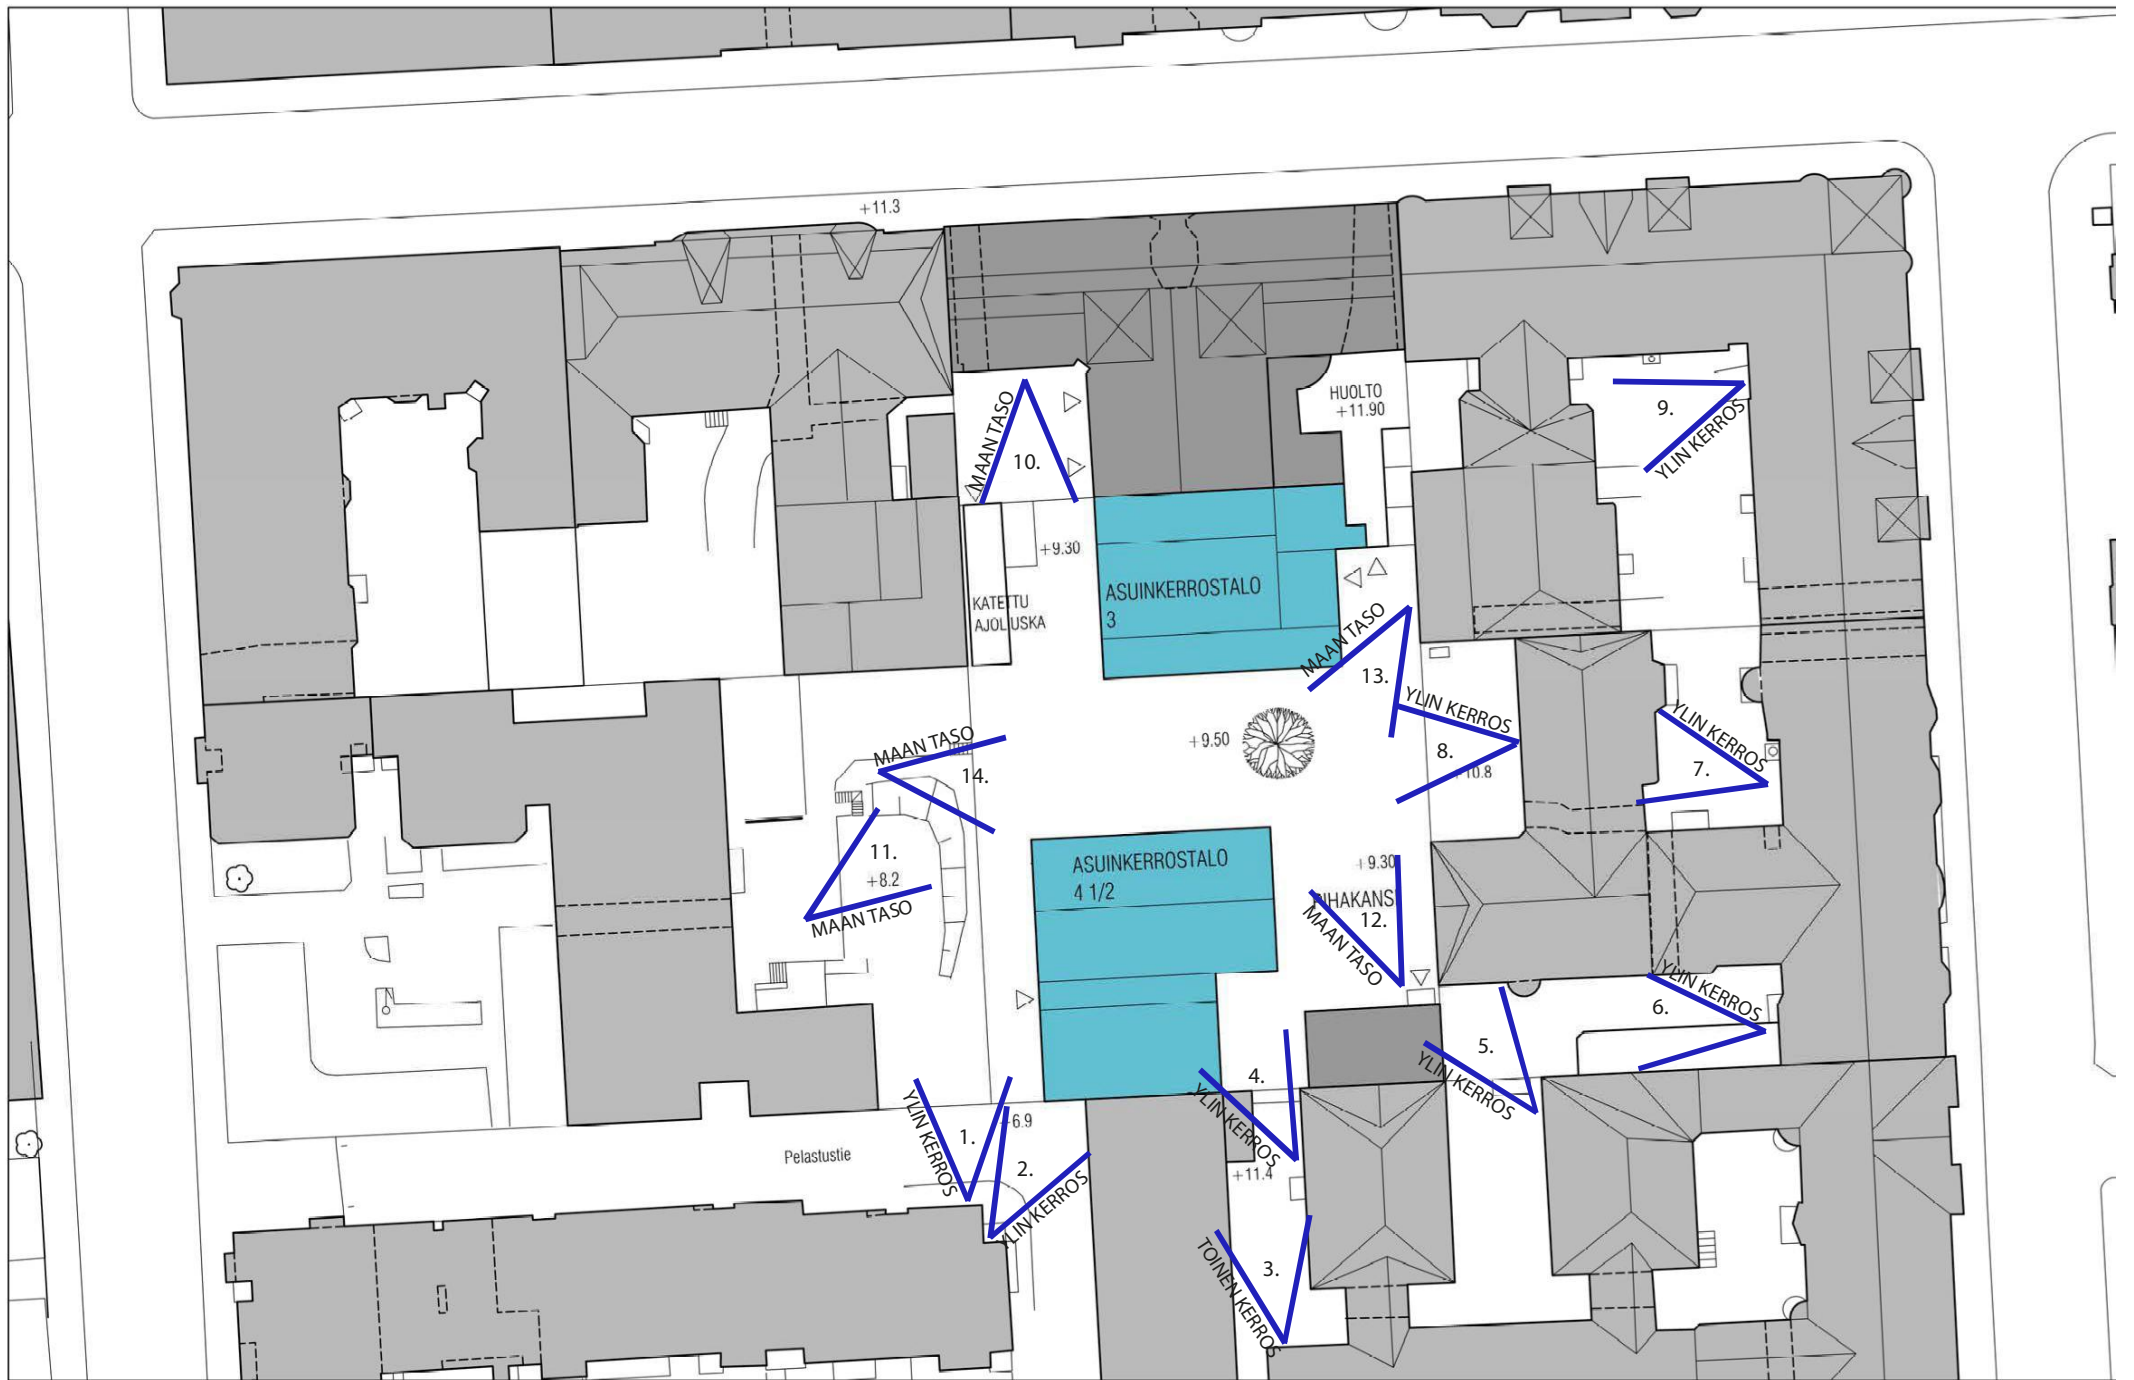 +11.3
HUOLTO
+11.90
MAAN TASO
10.
9.
YLIN KERROS
+9.30
KATETTU
AJOLUISKA
ASUINKERROSTALO
3
MAAN TASO
13.
YLIN KERROS
8.
+10.8
YLIN KERROS
7.
+9.50
MAAN TASO
14.
11.
+8.2
MAAN TASO
ASUINKERROSTALO
4 1/2
+9.30
PIHAKANSI
12.
MAAN TASO
YLIN KERROS
6.
5.
YLIN KERROS
4.
YLIN KERROS
YLIN KERROS
1.
+6.9
2.
YLIN KERROS
Pelastustie
+11.4
3.
TOINEN KERROS